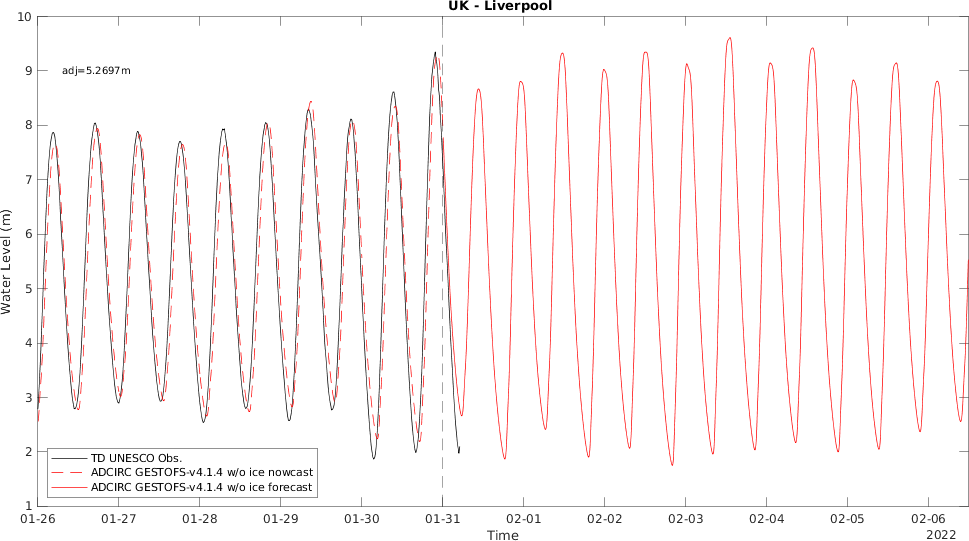 UK - Liverpool
adj=5.2697m
Water Level (m)
10
9
8
7
6
5
4
3
2
1
TD UNESCO Obs.
ADCIRC GESTOFS-v4.1.4 w/o ice nowcast
ADCIRC GESTOFS-v4.1.4 w/o ice forecast
01-26 01-27 01-28 01-29 01-30 01-31 02-01 02-02 02-03 02-04 02-05 02-06
Time
2022